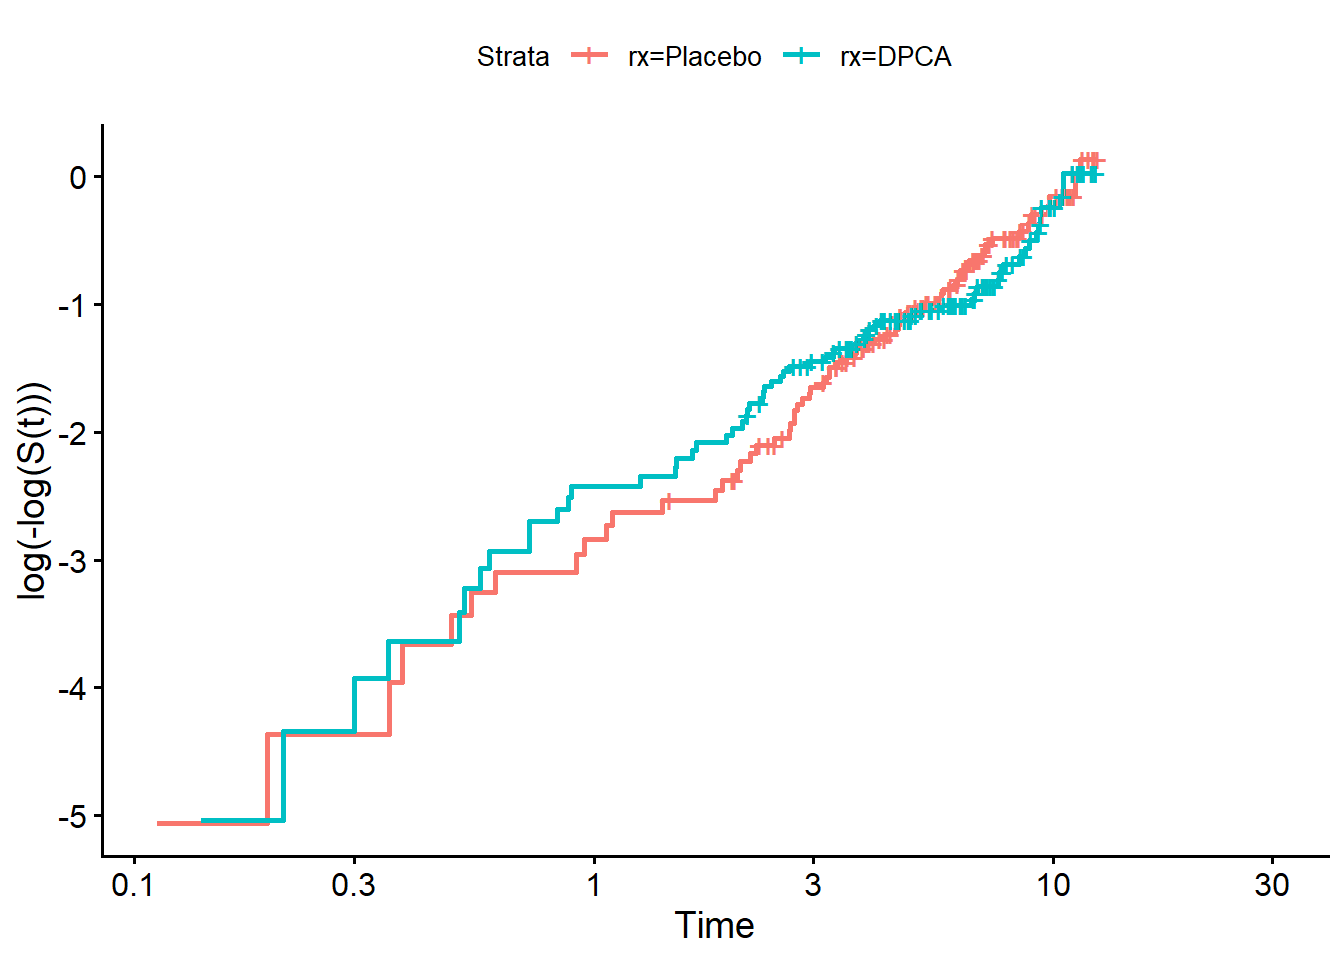 Strata rx=Placebo rx=DPCA
log(-log(S(t)))
0
-1
-2
-3
-4
-5
0.1 0.3 1 3 10 30
Time